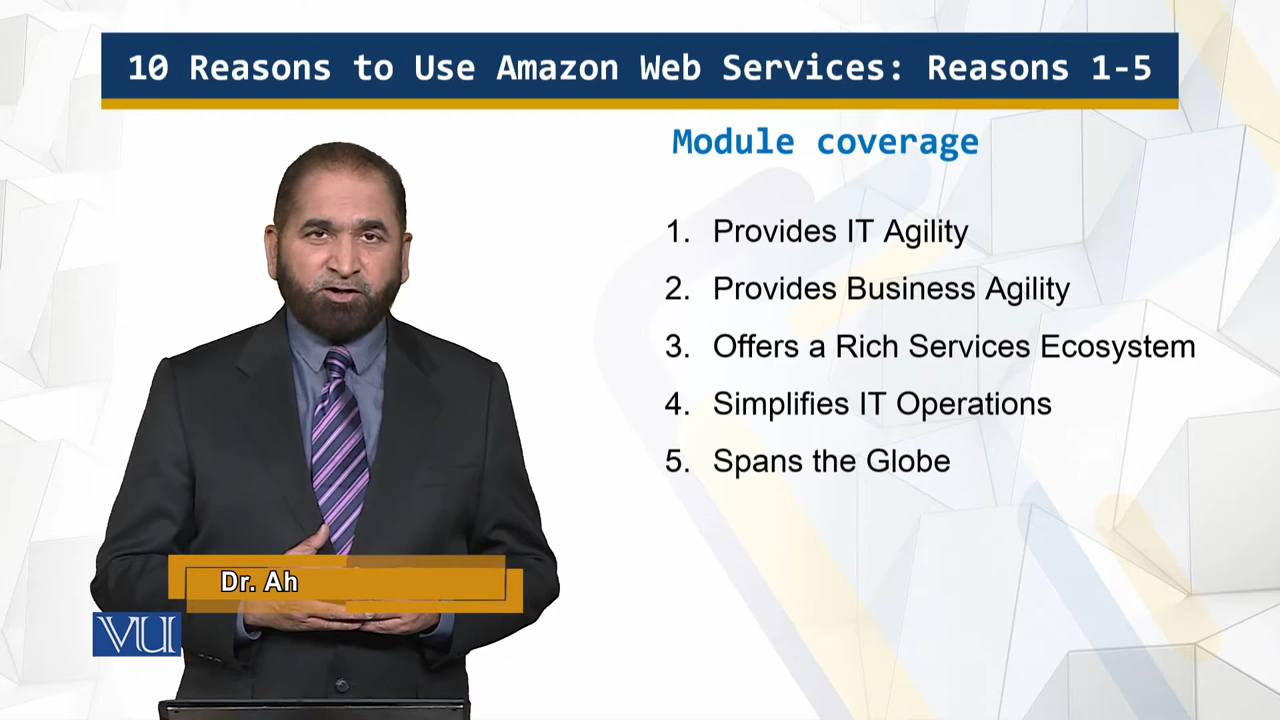 10 Reasons to Use Amazon Web Services: Reasons 1-5
Module coverage
1. Provides IT Agility
2. Provides Business Agility
3. Offers a Rich Services Ecosystem
4. Simplifies IT Operations
5. Spans the Globe
Dr. Ah
VU